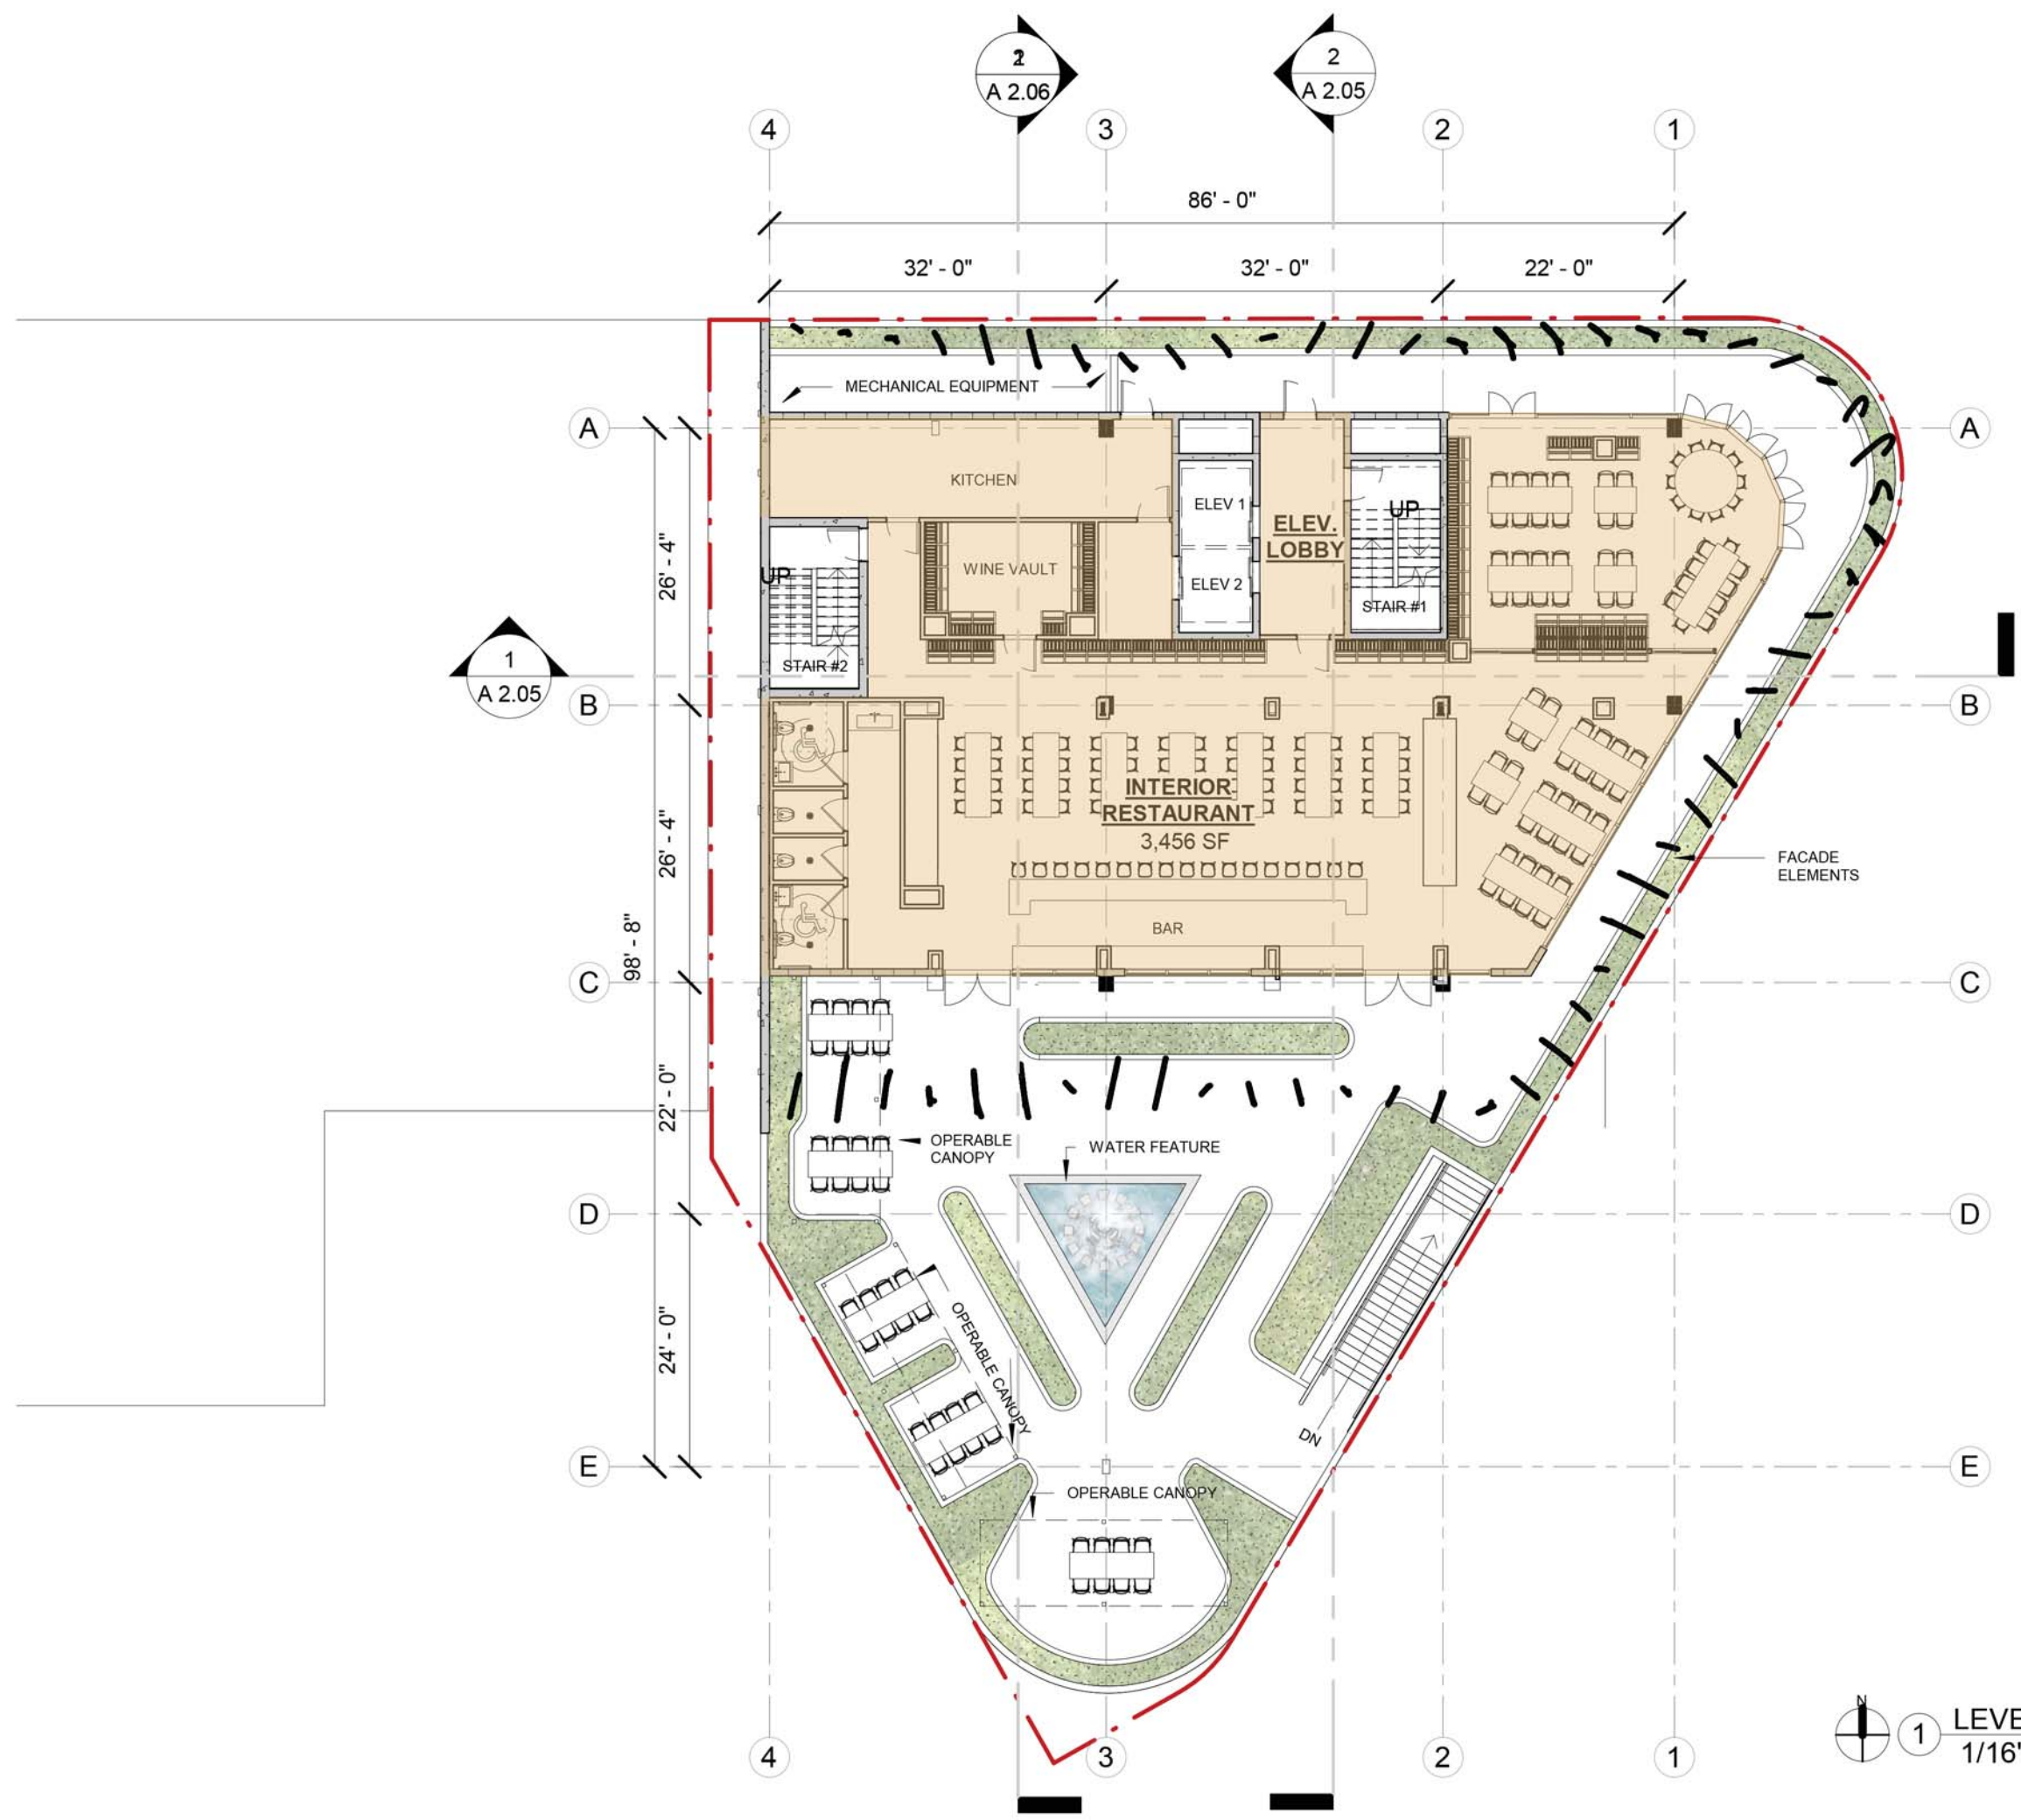 2
A 2.06
2
A 2.05
4
3
2
1
86' - 0"
32' - 0"
32' - 0"
22' - 0"
MECHANICAL EQUIPMENT
A
A
KITCHEN
ELEV 1
UP
ELEV.
LOBBY
26' - 4"
WINE VAULT
UP
ELEV 2
STAIR #1
1
A 2.05
STAIR #2
B
B
INTERIOR
RESTAURANT
3,456 SF
26' - 4"
FACADE
ELEMENTS
98' - 8"
BAR
C
C
22' - 0"
OPERABLE
CANOPY
WATER FEATURE
D
D
24' - 0"
OPERABLE CANOPY
DN
E
E
OPERABLE CANOPY
N
1
LEVE
1/16"
4
3
2
1